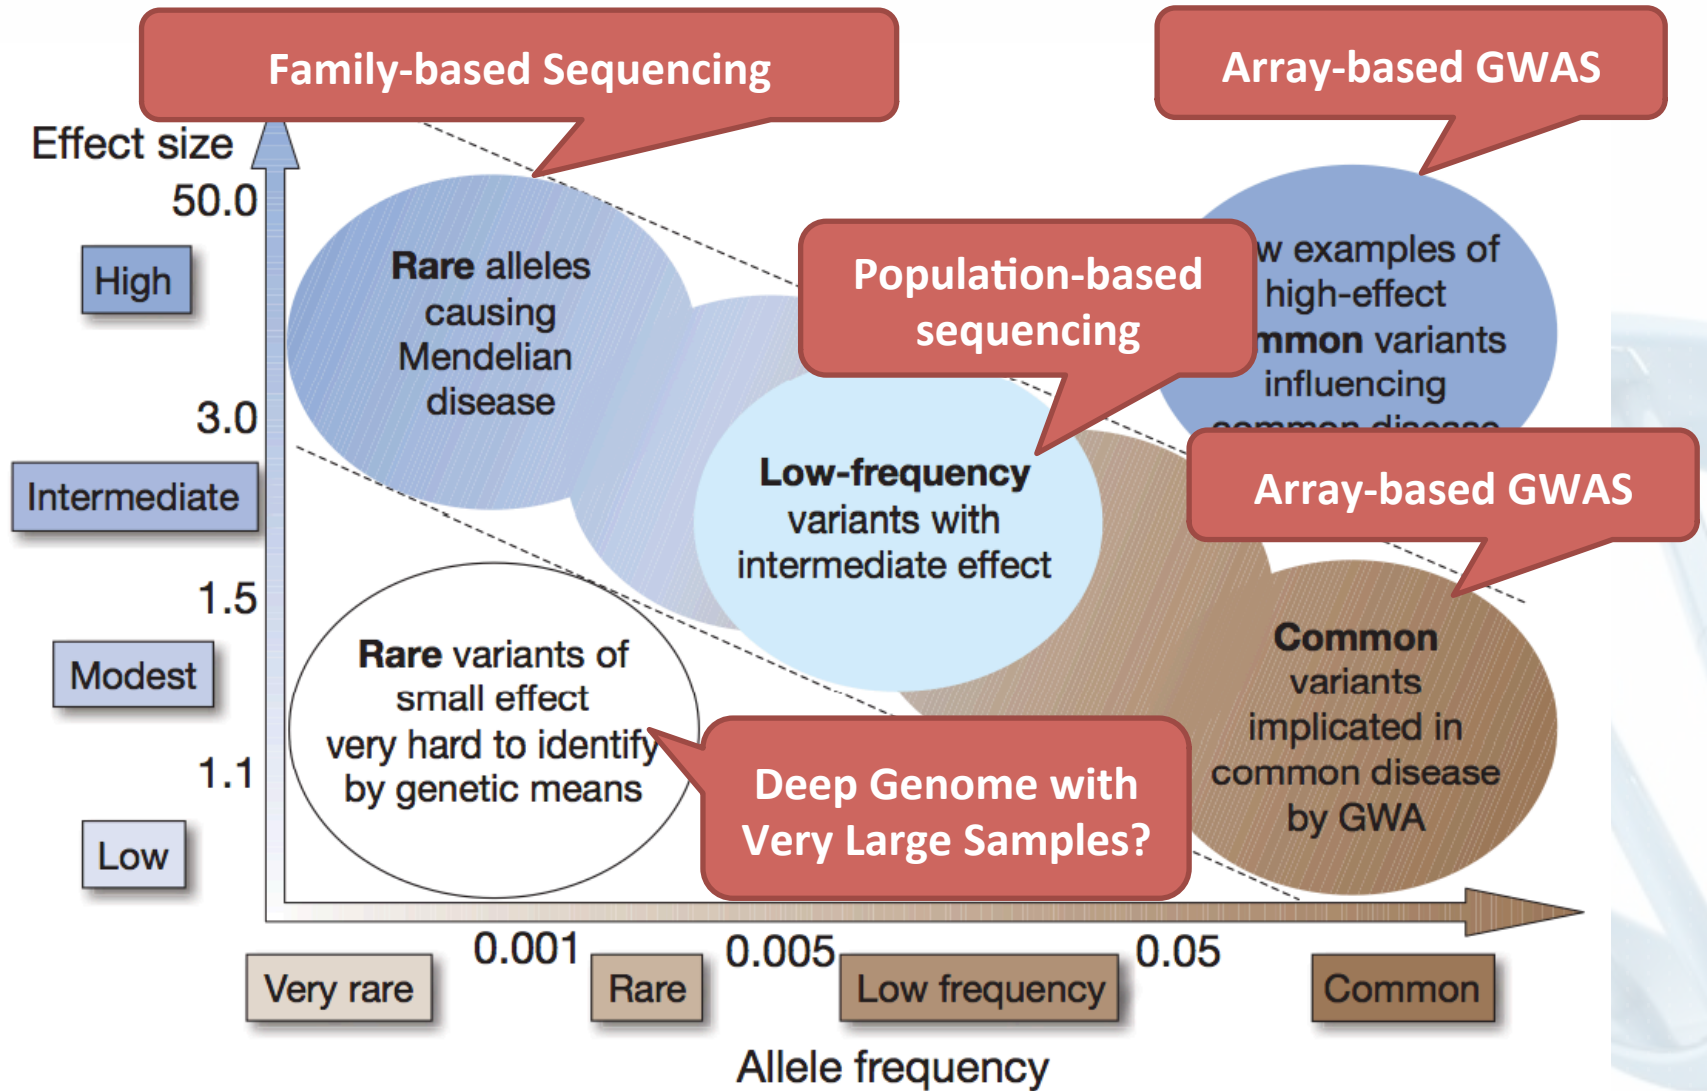 Family-based Sequencing
Array-based GWAS
Effect size
50.0
High
3.0
Intermediate
1.5
Modest
1.1
Low
Rare alleles
causing
Mendelian
disease
Population-based
sequencing
examples of
high-effect
variants
influencing
common disease
Low-frequency
variants with
intermediate effect
Array-based GWAS
Rare variants of
small effect
very hard to identify
by genetic means
Deep Genome with
Very Large Samples?
Common
variants
implicated in
common disease
by GWA
0.001
0.005
0.05
Very rare
Rare
Low frequency
Common
Allele frequency